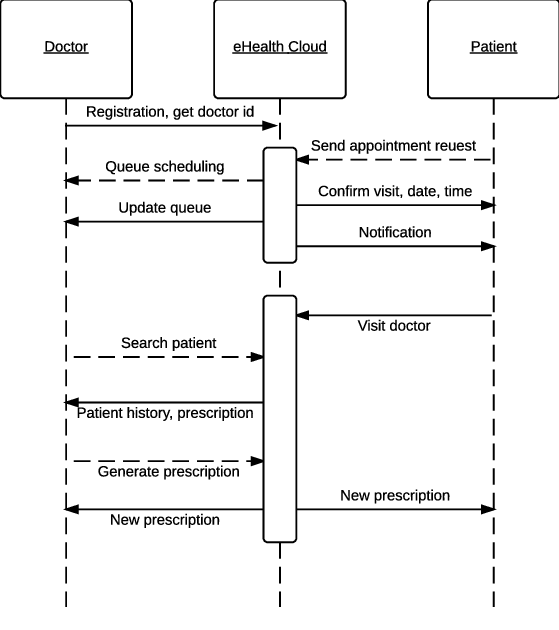 Doctor
eHealth Cloud
Patient
Registration, get doctor id
Send appointment reuest
Queue scheduling
Confirm visit, date, time
Update queue
Notification
Visit doctor
Search patient
Patient history, prescription
Generate prescription
New prescription
New prescription